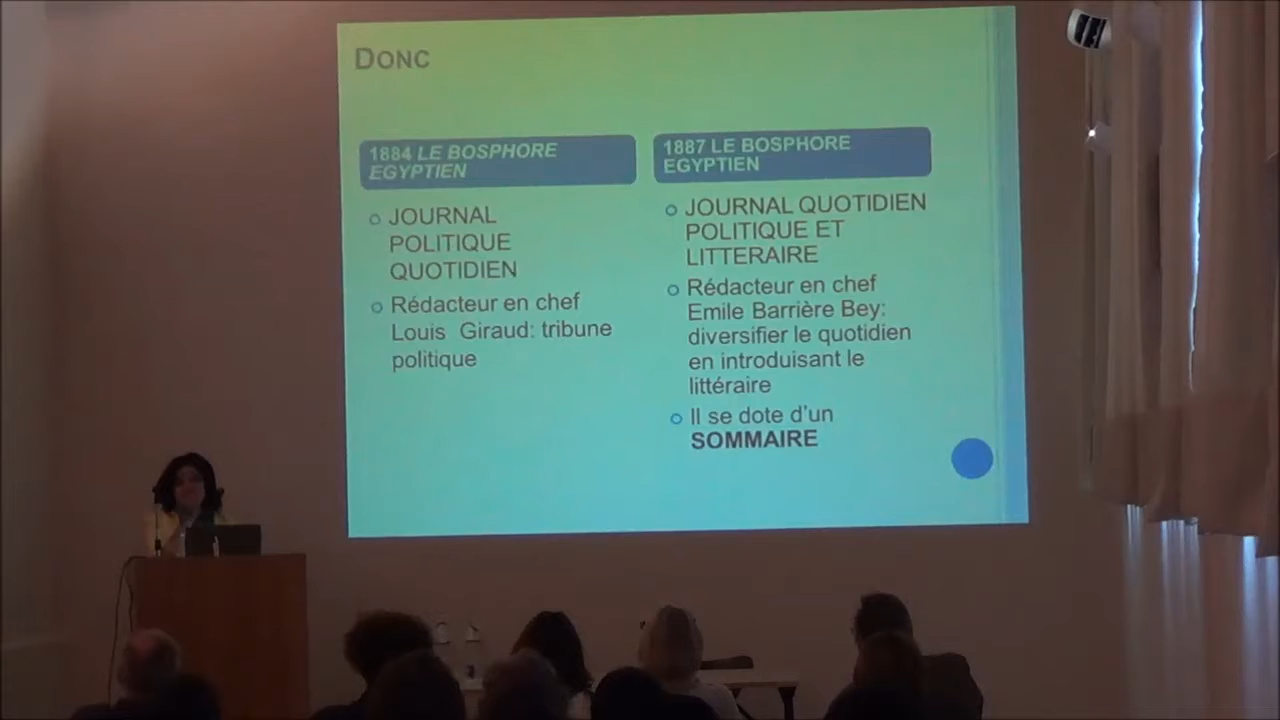 DONC
1884 LE BOSPHORE
EGYPTIEN
JOURNAL
POLITIQUE
QUOTIDIEN
Rédacteur en chef
Louis Giraud: tribune
politique
1887 LE BOSPHORE
EGYPTIEN
JOURNAL QUOTIDIEN
POLITIQUE ET
LITTERAIRE
Rédacteur en chef
Emile Barrière Bey:
diversifier le quotidien
en introduisant le
littéraire
Il se dote d'un
SOMMAIRE